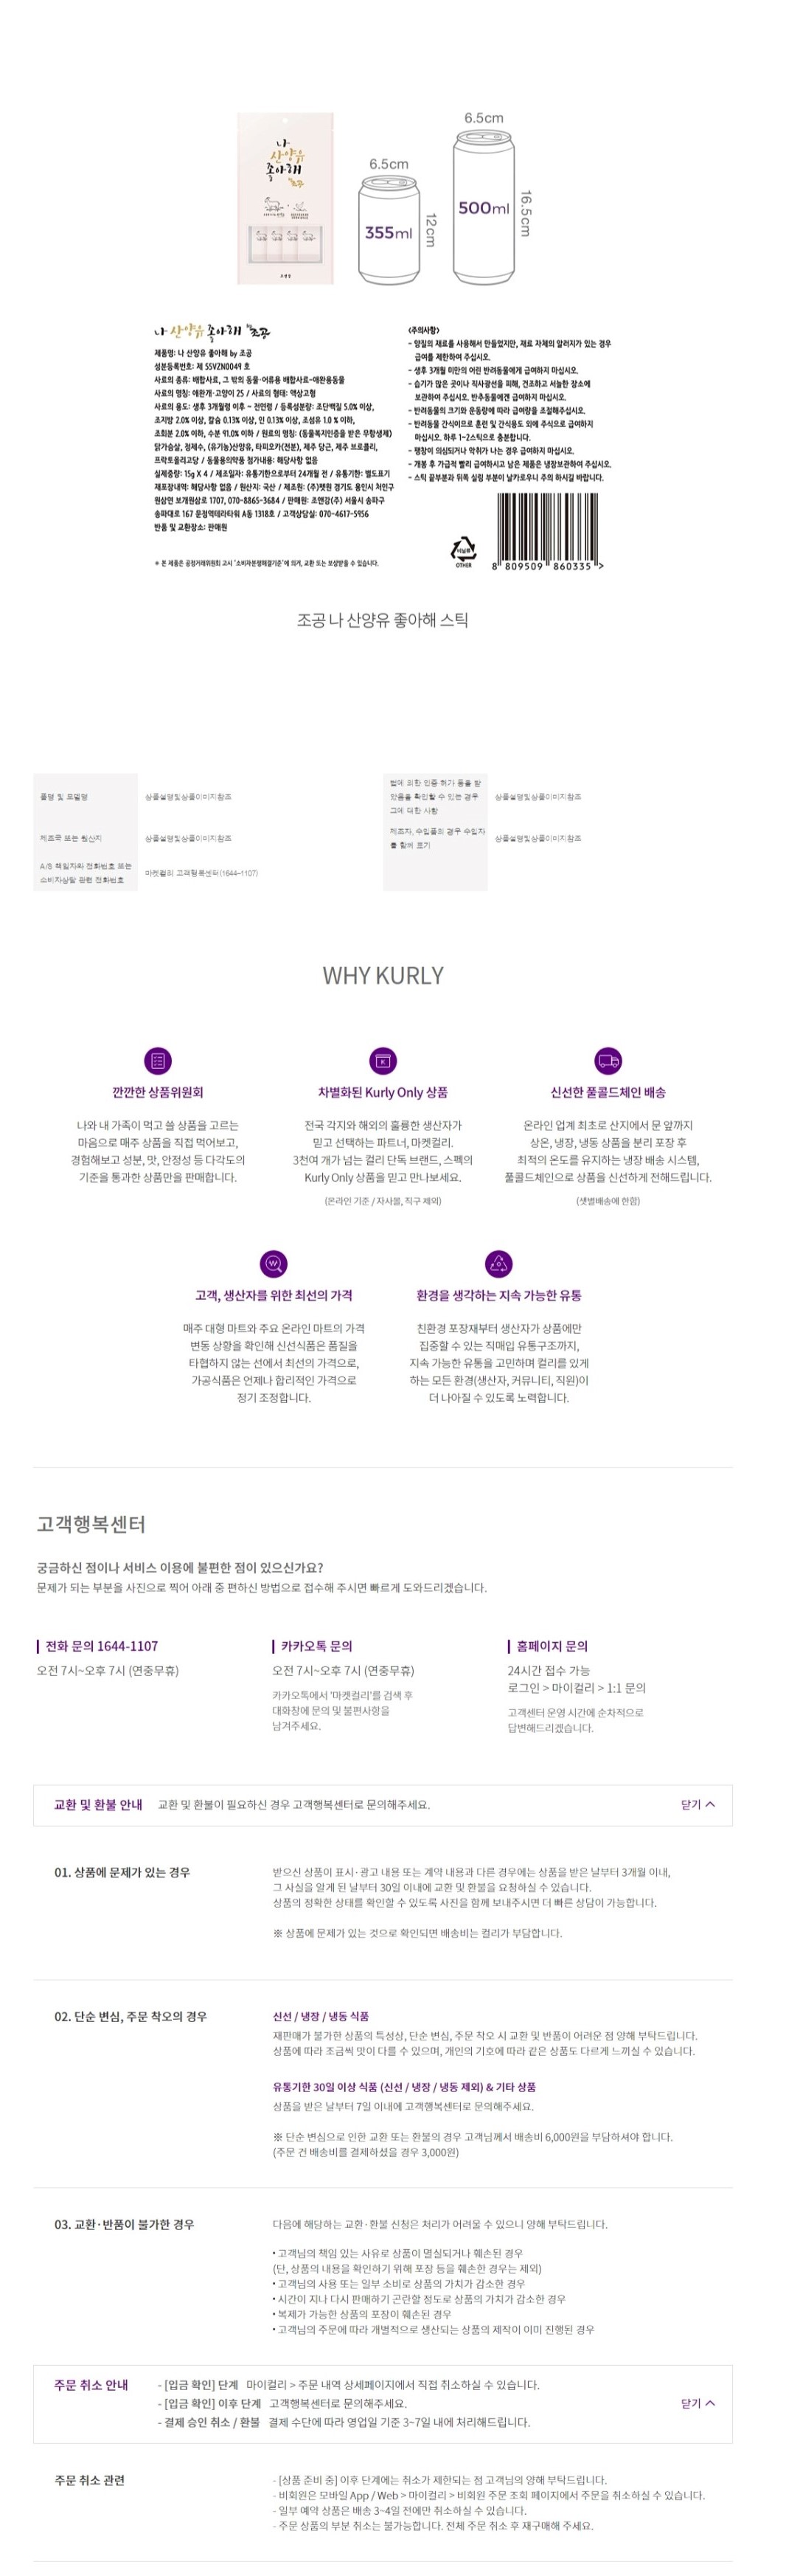 나
산양유
좋아해
by 조공
조앤강
6.5cm
355ml
12cm
6.5cm
500ml
16.5cm
나 산양유 좋아해 by 조공
제품명: 나 산양유 좋아해 by 조공
성분등록번호: 제 55VZN0049 호
사료의 종류: 배합사료, 그 밖의 동물·어류용 배합사료-애완용동물
사료의 명칭: 애완개·고양이 25 / 사료의 형태: 액상고형
사료의 용도: 생후 3개월령 이후 ~ 전연령 / 등록성분량: 조단백질 5.0% 이상,
조지방 2.0% 이상, 칼슘 0.13% 이상, 인 0.13% 이상, 조섬유 1.0 % 이하,
조회분 2.0% 이하, 수분 91.0% 이하 / 원료의 명칭: (동물복지인증을 받은 무항생제)
닭가슴살, 정제수, (유기농)산양유, 타피오카(전분), 제주 당근, 제주 브로콜리,
프락토올리고당 / 동물용의약품 첨가내용: 해당사항 없음
실제중량: 15g X 4 / 제조일자: 유통기한으로부터 24개월 전 / 유통기한: 별도표기
재포장내역: 해당사항 없음 / 원산지: 국산 / 제조원: (주)펫원 경기도 용인시 처인구
원삼면 보개원삼로 1707, 070-8865-3684 / 판매원: 조앤강(주) 서울시 송파구
송파대로 167 문정역테라타워 A동 1318호 / 고객상담실: 070-4617-5956
반품 및 교환장소: 판매원
* 본 제품은 공정거래위원회 고시 '소비자분쟁해결기준'에 의거, 교환 또는 보상받을 수 있습니다.
<주의사항>
- 양질의 재료를 사용해서 만들었지만, 재료 자체의 알러지가 있는 경우
급여를 제한하여 주십시오.
- 생후 3개월 미만의 어린 반려동물에게 급여하지 마십시오.
- 습기가 많은 곳이나 직사광선을 피해, 건조하고 서늘한 장소에
보관하여 주십시오. 반추동물에겐 급여하지 마십시오.
- 반려동물의 크기와 운동량에 따라 급여량을 조절해주십시오.
- 반려동물 간식이므로 훈련 및 간식용도 외에 주식으로 급여하지
마십시오. 하루 1~2스틱으로 충분합니다.
- 팽창이 의심되거나 악취가 나는 경우 급여하지 마십시오.
- 개봉 후 가급적 빨리 급여하시고 남은 제품은 냉장보관하여 주십시오.
- 스틱 끝부분과 뒤쪽 실링 부분이 날카로우니 주의 하시길 바랍니다.
비닐류
OTHER
8 809509 860335 >
조공 나 산양유 좋아해 스틱
품명 및 모델명
상품설명및상품이미지참조
법에 의한 인증·허가 등을 받
았음을 확인할 수 있는 경우
그에 대한 사항
상품설명및상품이미지참조
제조국 또는 원산지
상품설명및상품이미지참조
제조자, 수입품의 경우 수입자
를 함께 표기
상품설명및상품이미지참조
A/S 책임자와 전화번호 또는
소비자상담 관련 전화번호
마켓컬리 고객행복센터(1644-1107)
WHY KURLY
깐깐한 상품위원회
나와 내 가족이 먹고 쓸 상품을 고르는
마음으로 매주 상품을 직접 먹어보고,
경험해보고 성분, 맛, 안정성 등 다각도의
기준을 통과한 상품만을 판매합니다.
차별화된 Kurly Only 상품
전국 각지와 해외의 훌륭한 생산자가
믿고 선택하는 파트너, 마켓컬리.
3천여 개가 넘는 컬리 단독 브랜드, 스펙의
Kurly Only 상품을 믿고 만나보세요.
(온라인 기준 / 자사몰, 직구 제외)
신선한 풀콜드체인 배송
온라인 업계 최초로 산지에서 문 앞까지
상온, 냉장, 냉동 상품을 분리 포장 후
최적의 온도를 유지하는 냉장 배송 시스템,
풀콜드체인으로 상품을 신선하게 전해드립니다.
(샛별배송에 한함)
고객, 생산자를 위한 최선의 가격
매주 대형 마트와 주요 온라인 마트의 가격
변동 상황을 확인해 신선식품은 품질을
타협하지 않는 선에서 최선의 가격으로,
가공식품은 언제나 합리적인 가격으로
정기 조정합니다.
환경을 생각하는 지속 가능한 유통
친환경 포장재부터 생산자가 상품에만
집중할 수 있는 직매입 유통구조까지,
지속 가능한 유통을 고민하며 컬리를 있게
하는 모든 환경(생산자, 커뮤니티, 직원)이
더 나아질 수 있도록 노력합니다.
고객행복센터
궁금하신 점이나 서비스 이용에 불편한 점이 있으신가요?
문제가 되는 부분을 사진으로 찍어 아래 중 편하신 방법으로 접수해 주시면 빠르게 도와드리겠습니다.
전화 문의 1644-1107
오전 7시~오후 7시 (연중무휴)
카카오톡 문의
오전 7시~오후 7시 (연중무휴)
카카오톡에서 '마켓컬리'를 검색 후
대화창에 문의 및 불편사항을
남겨주세요.
홈페이지 문의
24시간 접수 가능
로그인 > 마이컬리 > 1:1 문의
고객센터 운영 시간에 순차적으로
답변해드리겠습니다.
교환 및 환불 안내 교환 및 환불이 필요하신 경우 고객행복센터로 문의해주세요.
닫기
01. 상품에 문제가 있는 경우
받으신 상품이 표시·광고 내용 또는 계약 내용과 다른 경우에는 상품을 받은 날부터 3개월 이내,
그 사실을 알게 된 날부터 30일 이내에 교환 및 환불을 요청하실 수 있습니다.
상품의 정확한 상태를 확인할 수 있도록 사진을 함께 보내주시면 더 빠른 상담이 가능합니다.
※ 상품에 문제가 있는 것으로 확인되면 배송비는 컬리가 부담합니다.
02. 단순 변심, 주문 착오의 경우
신선 / 냉장 / 냉동 식품
재판매가 불가한 상품의 특성상, 단순 변심, 주문 착오 시 교환 및 반품이 어려운 점 양해 부탁드립니다.
상품에 따라 조금씩 맛이 다를 수 있으며, 개인의 기호에 따라 같은 상품도 다르게 느끼실 수 있습니다.
유통기한 30일 이상 식품 (신선 / 냉장 / 냉동 제외) & 기타 상품
상품을 받은 날부터 7일 이내에 고객행복센터로 문의해주세요.
※ 단순 변심으로 인한 교환 또는 환불의 경우 고객님께서 배송비 6,000원을 부담하셔야 합니다.
(주문 건 배송비를 결제하셨을 경우 3,000원)
03. 교환·반품이 불가한 경우
다음에 해당하는 교환·환불 신청은 처리가 어려울 수 있으니 양해 부탁드립니다.
• 고객님의 책임 있는 사유로 상품이 멸실되거나 훼손된 경우
(단, 상품의 내용을 확인하기 위해 포장 등을 훼손한 경우는 제외)
• 고객님의 사용 또는 일부 소비로 상품의 가치가 감소한 경우
• 시간이 지나 다시 판매하기 곤란할 정도로 상품의 가치가 감소한 경우
• 복제가 가능한 상품의 포장이 훼손된 경우
• 고객님의 주문에 따라 개별적으로 생산되는 상품의 제작이 이미 진행된 경우
주문 취소 안내
- [입금 확인] 단계 마이컬리 > 주문 내역 상세페이지에서 직접 취소하실 수 있습니다.
- [입금 확인] 이후 단계 고객행복센터로 문의해주세요.
- 결제 승인 취소 / 환불 결제 수단에 따라 영업일 기준 3~7일 내에 처리해드립니다.
닫기
주문 취소 관련
- [상품 준비 중] 이후 단계에는 취소가 제한되는 점 고객님의 양해 부탁드립니다.
- 비회원은 모바일 App / Web > 마이컬리 > 비회원 주문 조회 페이지에서 주문을 취소하실 수 있습니다.
- 일부 예약 상품은 배송 3~4일 전에만 취소하실 수 있습니다.
- 주문 상품의 부분 취소는 불가능합니다. 전체 주문 취소 후 재구매해 주세요.